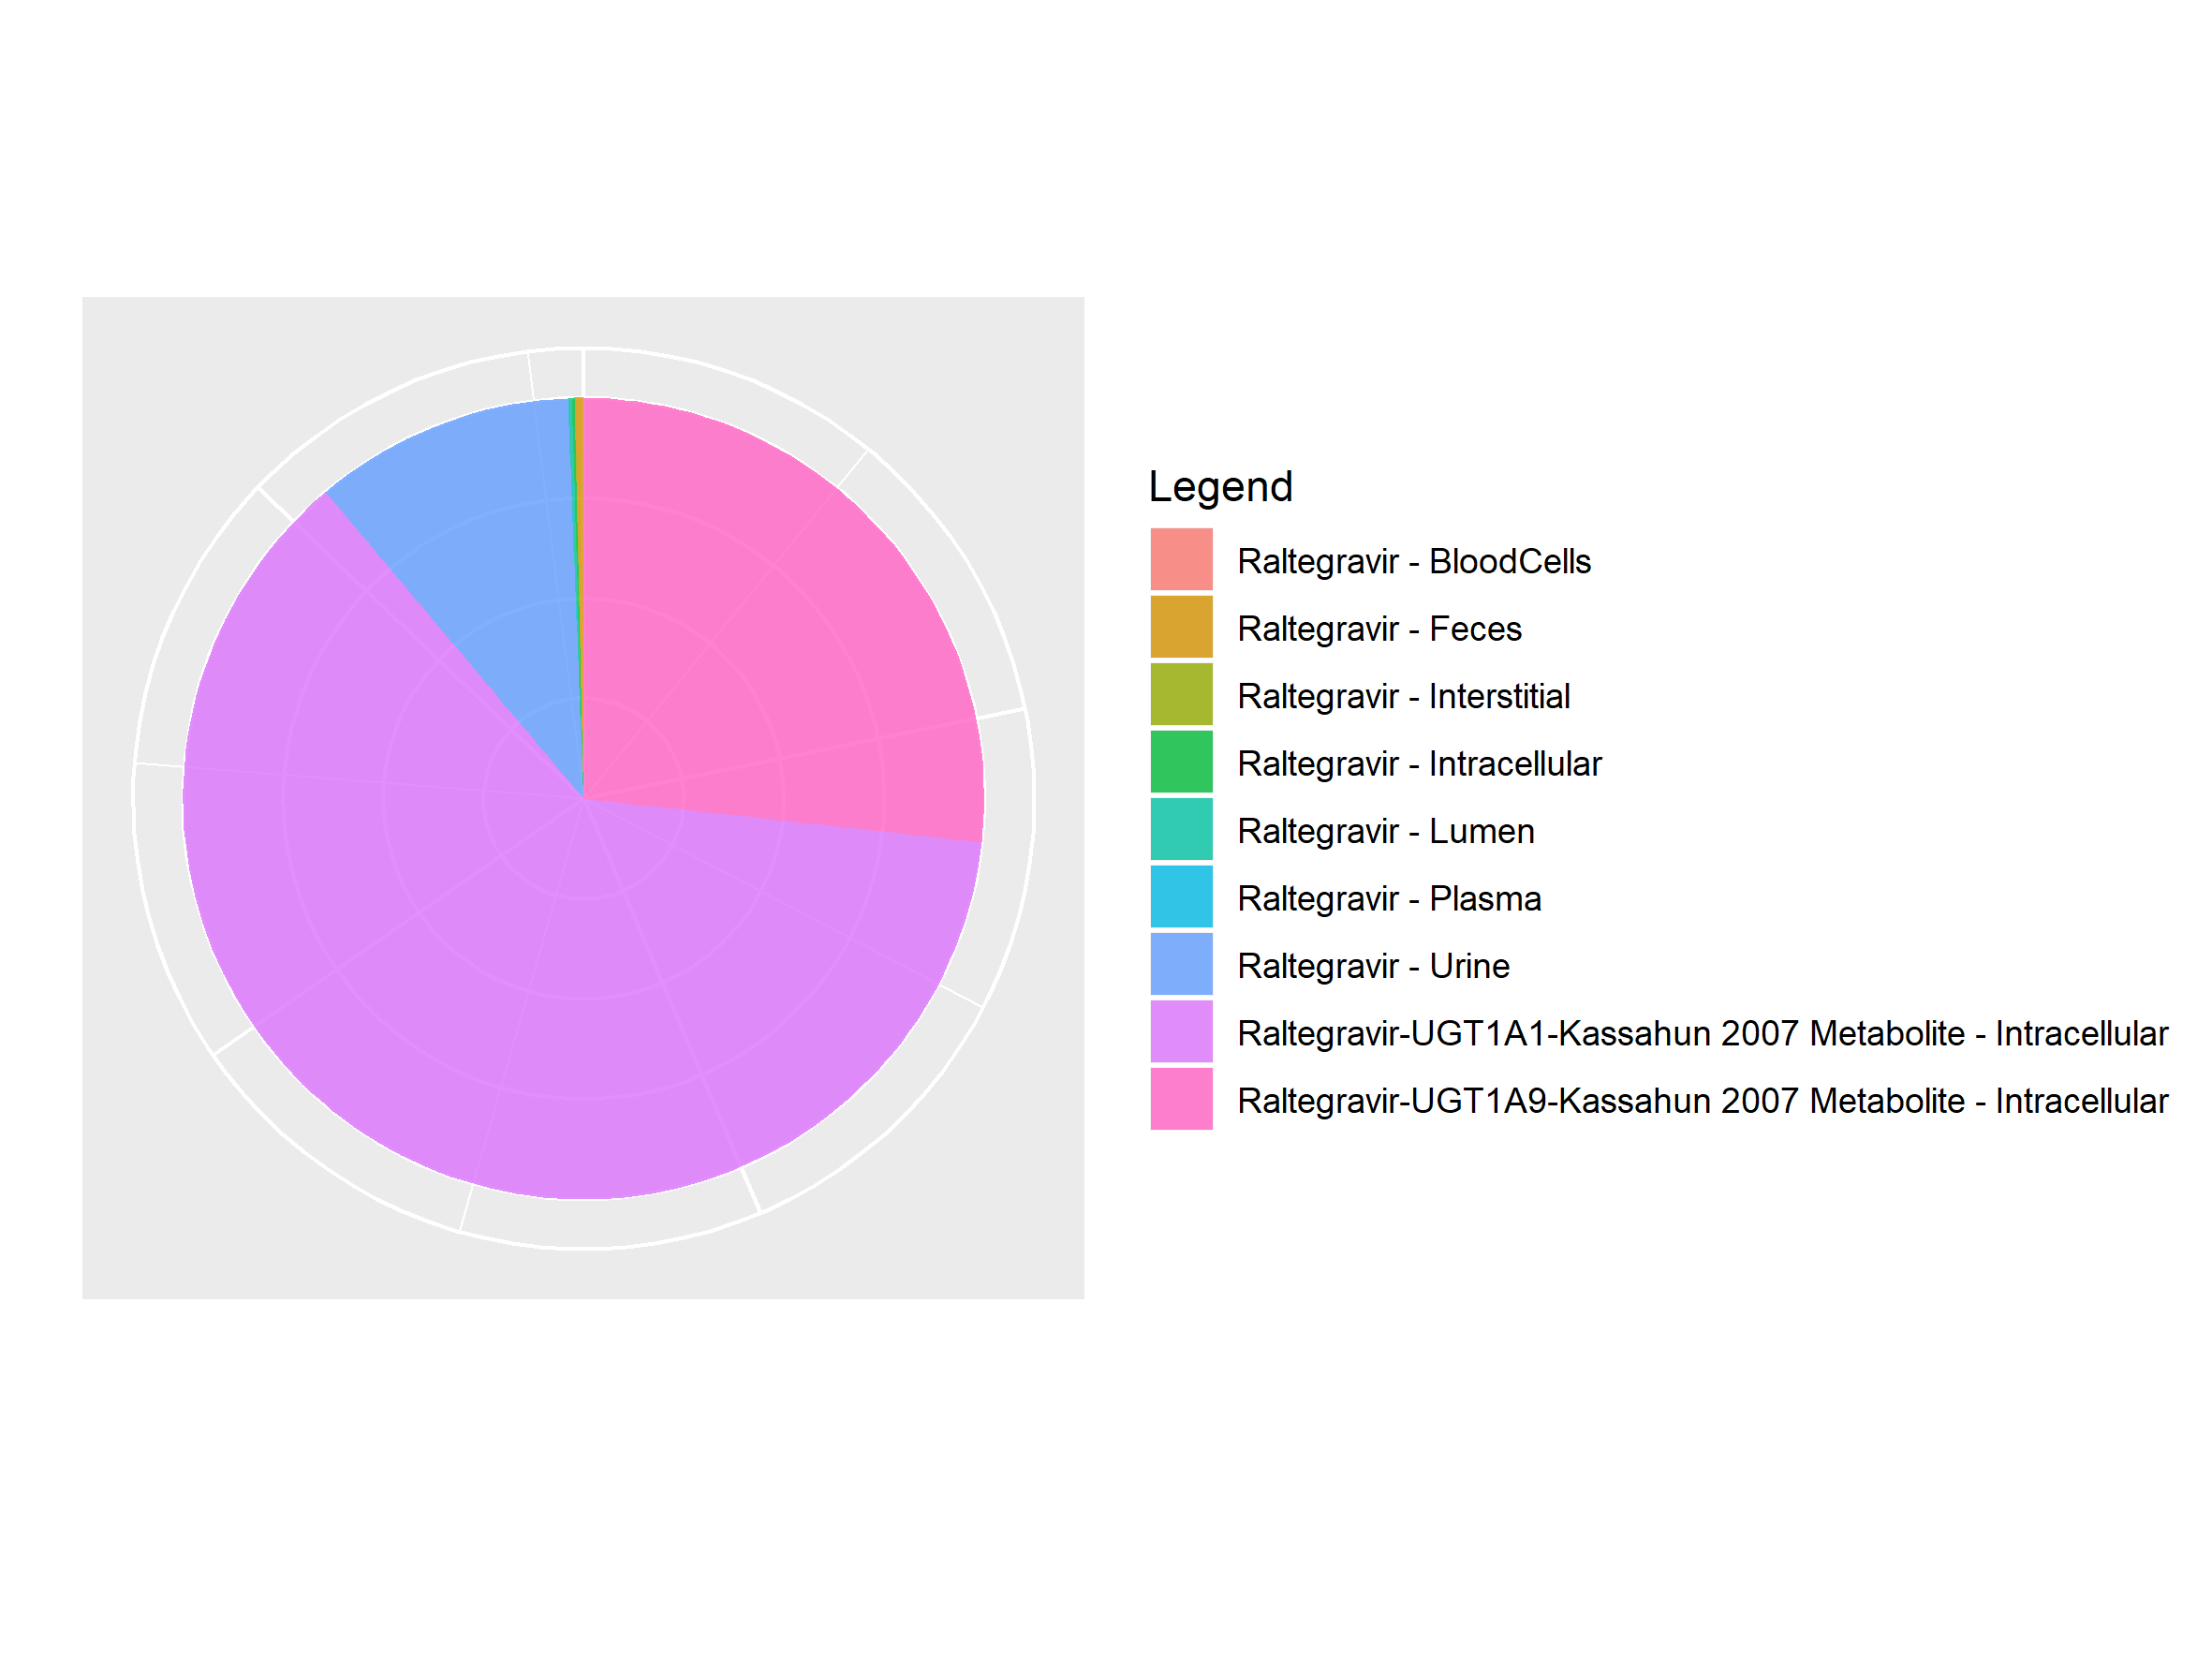 Legend
Raltegravir - BloodCells
Raltegravir - Feces
Raltegravir - Interstitial
Raltegravir - Intracellular
Raltegravir - Lumen
Raltegravir - Plasma
Raltegravir - Urine
Raltegravir-UGT1A1-Kassahun 2007 Metabolite - Intracellular
Raltegravir-UGT1A9-Kassahun 2007 Metabolite - Intracellular